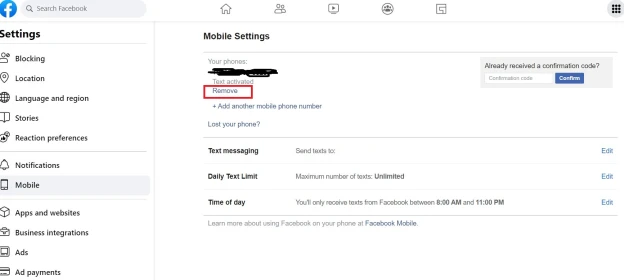 Search Facebook
Settings
Blocking
Location
Language and region
Stories
Reaction preferences
Notifications
Mobile
Apps and websites
Business integrations
Ads
Ad payments
Mobile Settings
Your phones:
Text activated
Remove
+ Add another mobile phone number
Lost your phone?
Already received a confirmation code?
Confirmation code Confirm
Text messaging Send texts to: Edit
Daily Text Limit Maximum number of texts: Unlimited Edit
Time of day You'll only receive texts from Facebook between 8:00 AM and 11:00 PM Edit
Learn more about using Facebook on your phone at Facebook Mobile.